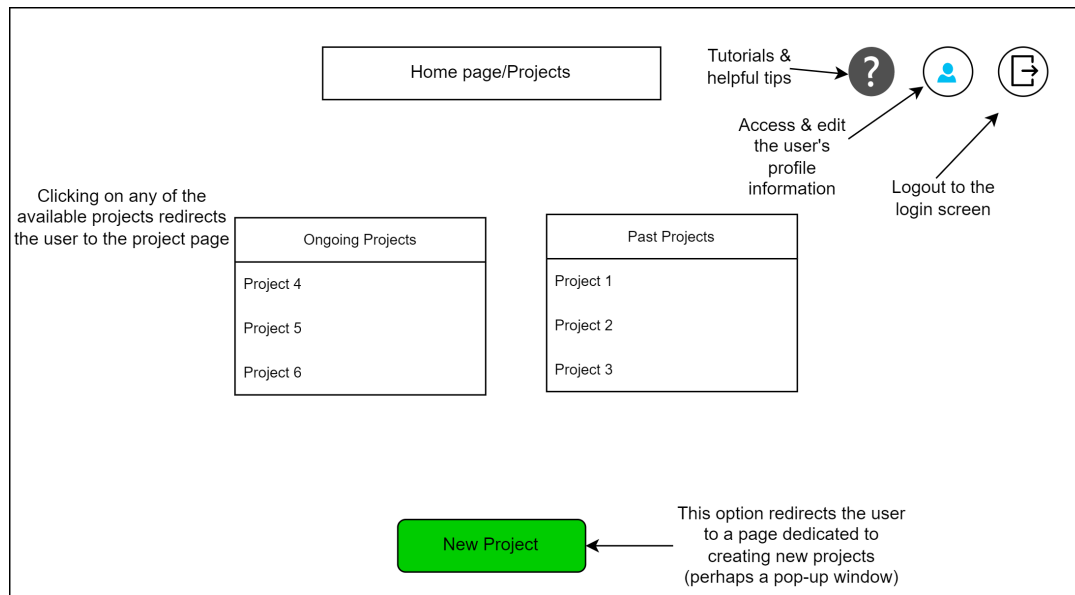 Home page/Projects
Tutorials &
helpful tips
?
Access & edit
the user's
profile
information
Logout to the
login screen
Clicking on any of the
available projects redirects
the user to the project page
Ongoing Projects
Project 4
Project 5
Project 6
Past Projects
Project 1
Project 2
Project 3
New Project
This option redirects the user
to a page dedicated to
creating new projects
(perhaps a pop-up window)